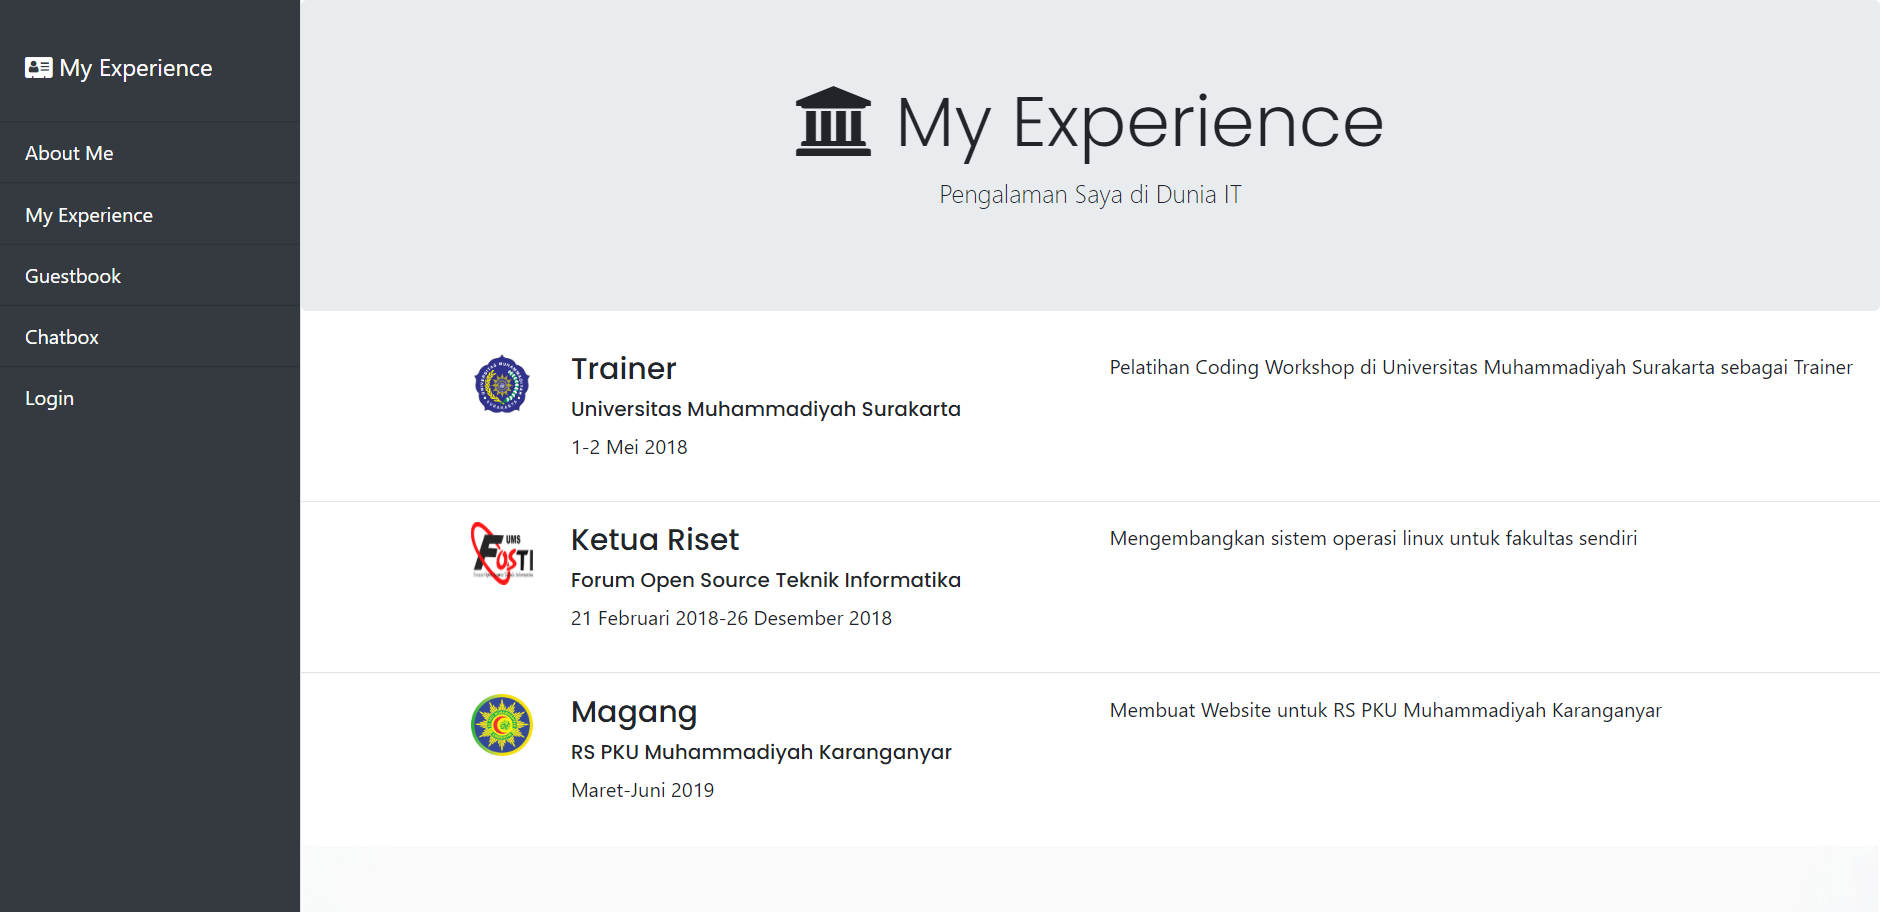 My Experience
About Me
My Experience
Guestbook
Chatbox
Login
My Experience
Pengalaman Saya di Dunia IT
Trainer
Universitas Muhammadiyah Surakarta
1-2 Mei 2018
Pelatihan Coding Workshop di Universitas Muhammadiyah Surakarta sebagai Trainer
UMS
FOSTI
Ketua Riset
Forum Open Source Teknik Informatika
21 Februari 2018-26 Desember 2018
Mengembangkan sistem operasi linux untuk fakultas sendiri
Magang
RS PKU Muhammadiyah Karanganyar
Maret-Juni 2019
Membuat Website untuk RS PKU Muhammadiyah Karanganyar